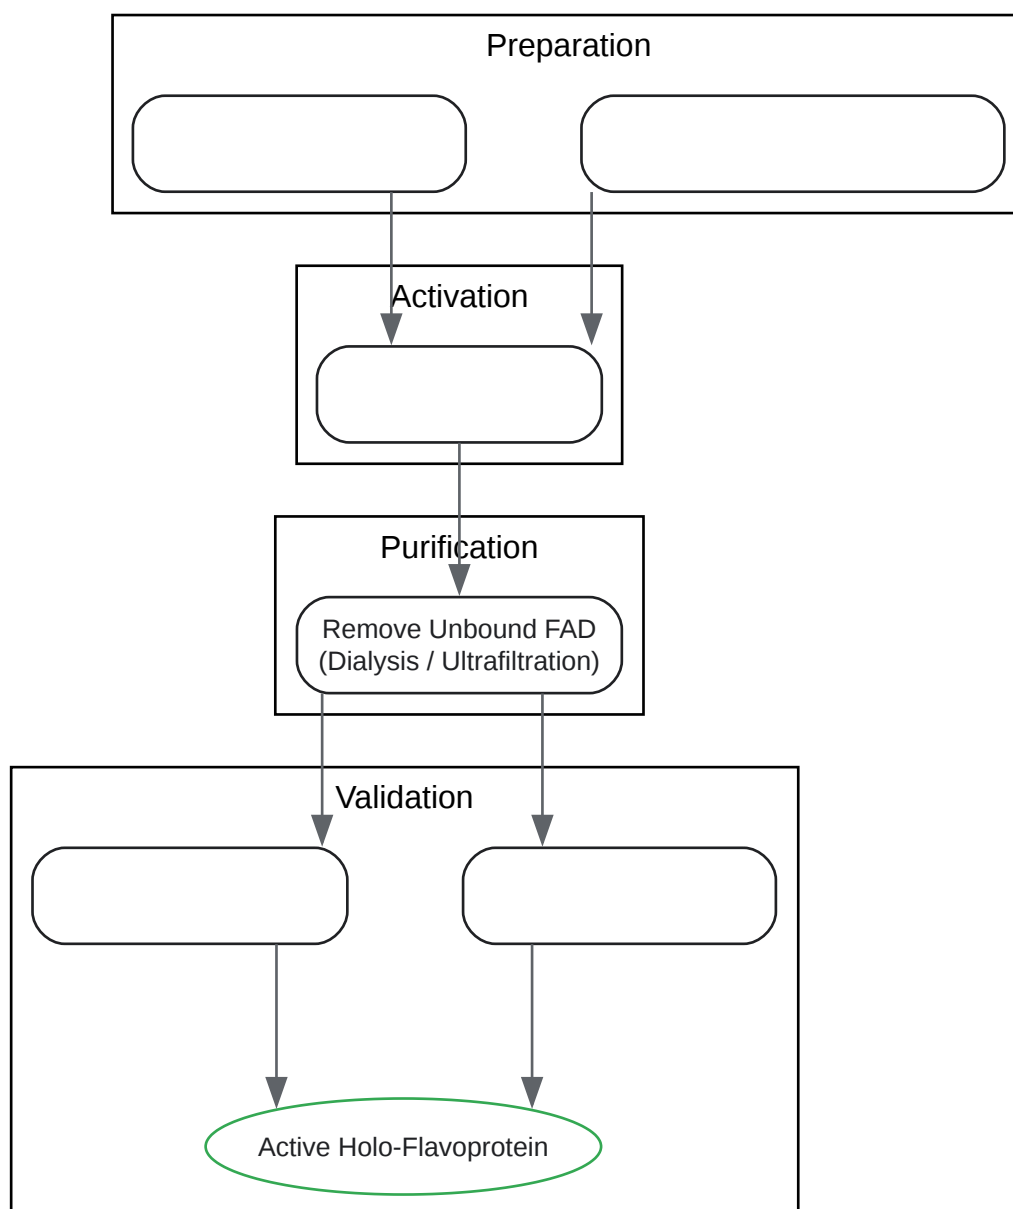 Preparation
Activation
Purification
Remove Unbound FAD
(Dialysis / Ultrafiltration)
Validation
Active Holo-Flavoprotein